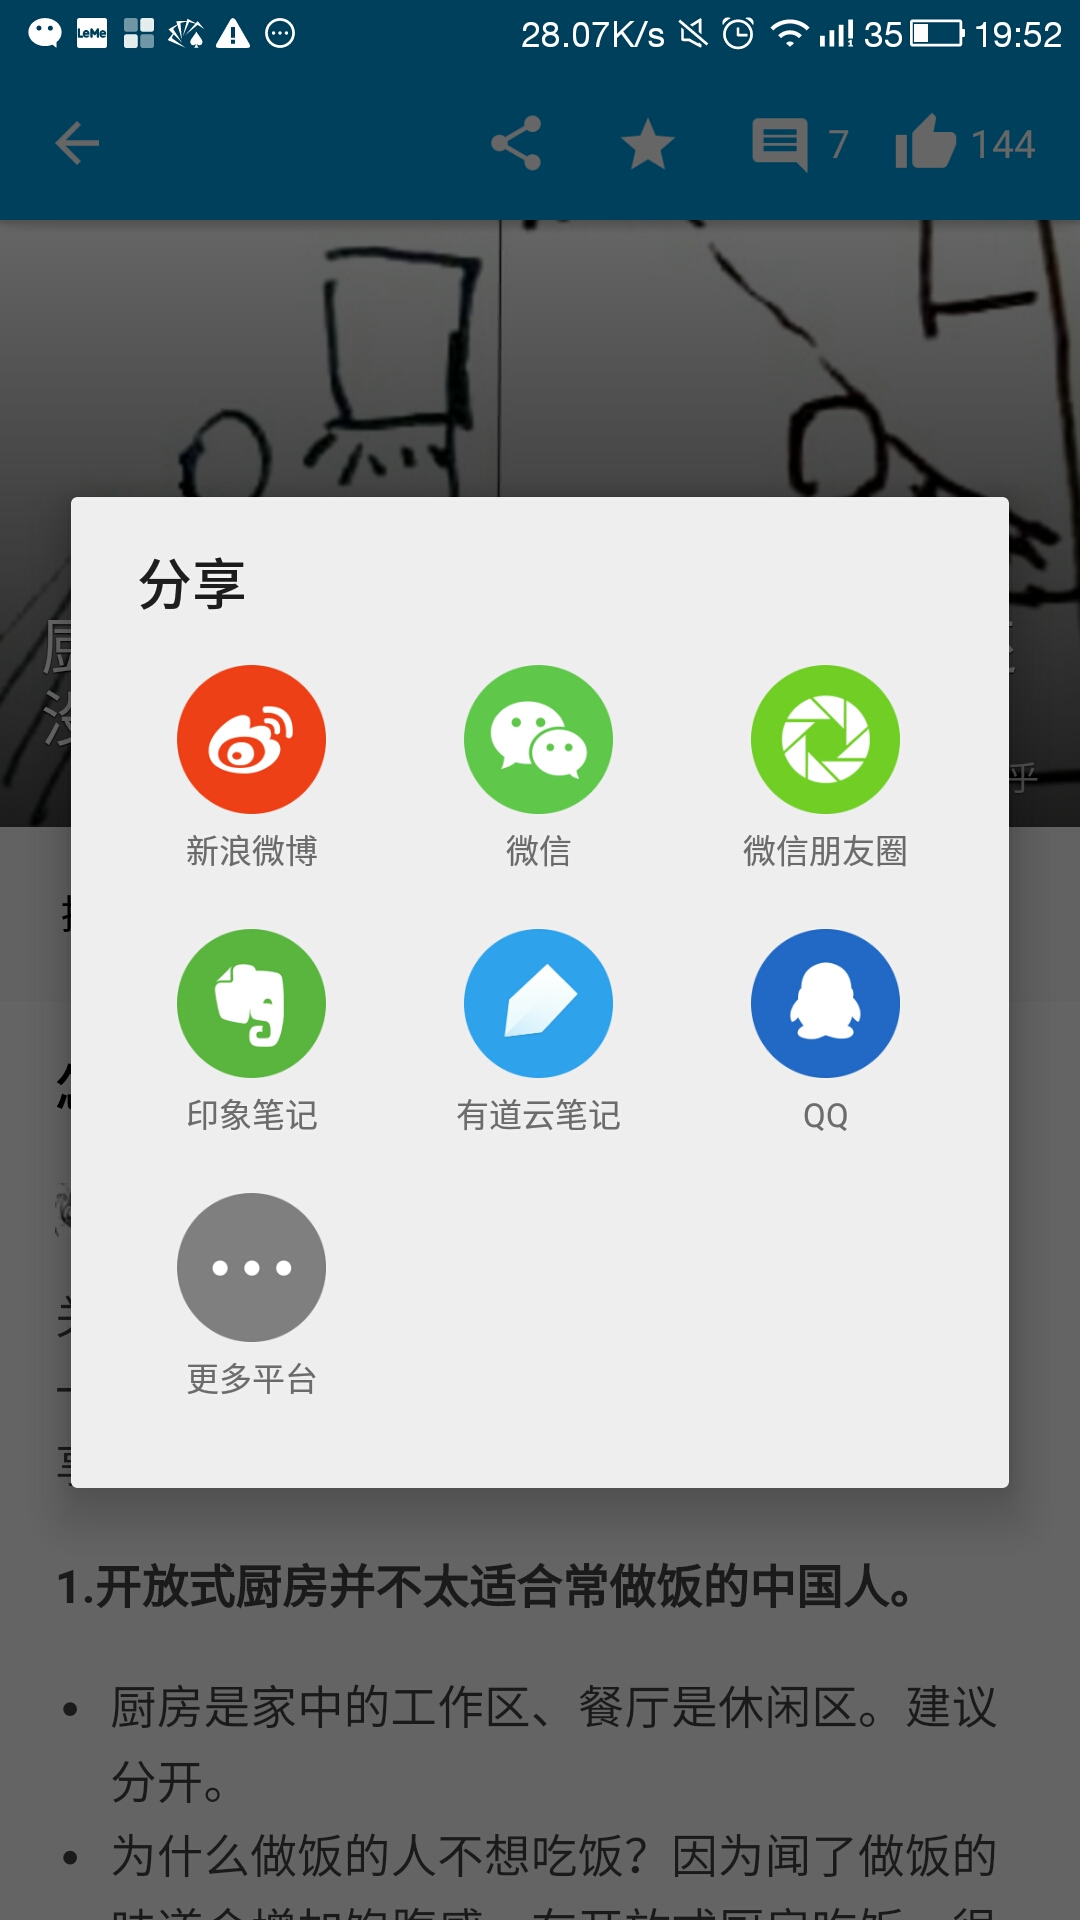 LeMe 28.07K/s 35 19:52
7 144
分享
新浪微博 微信 微信朋友圈
印象笔记 有道云笔记 QQ
更多平台
乎
1.开放式厨房并不太适合常做饭的中国人。
• 厨房是家中的工作区、餐厅是休闲区。建议
分开。
• 为什么做饭的人不想吃饭？因为闻了做饭的